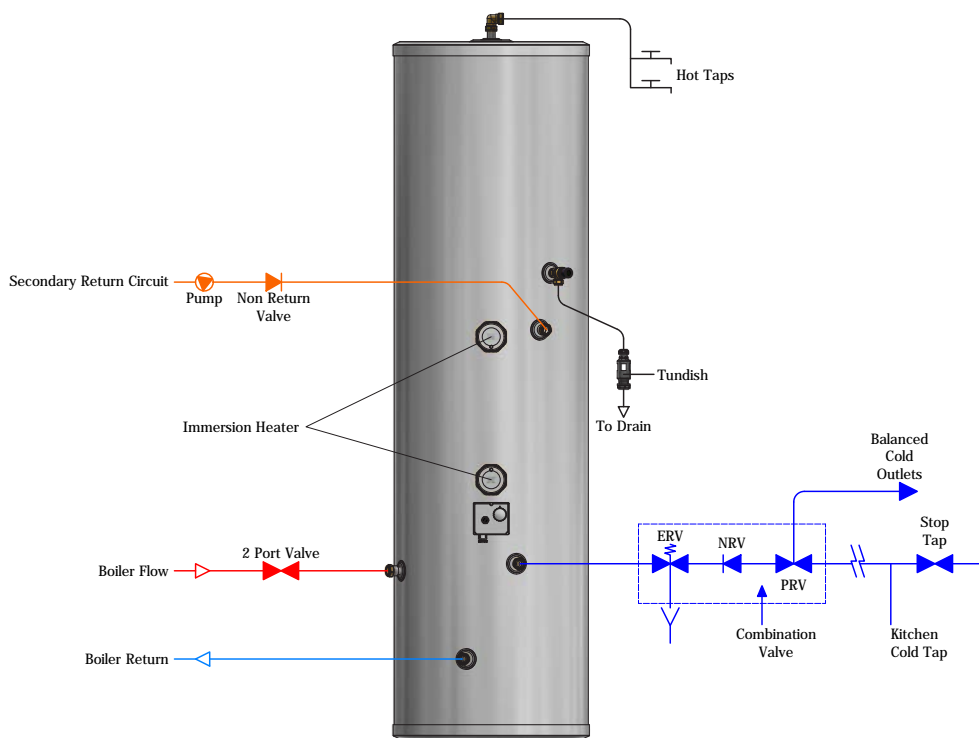 Hot Taps
Secondary Return Circuit
Pump
Non Return
Valve
Tundish
To Drain
Immersion Heater
Balanced
Cold
Outlets
ERV
NRV
PRV
Stop
Tap
2 Port Valve
Boiler Flow
Combination
Valve
Kitchen
Cold Tap
Boiler Return